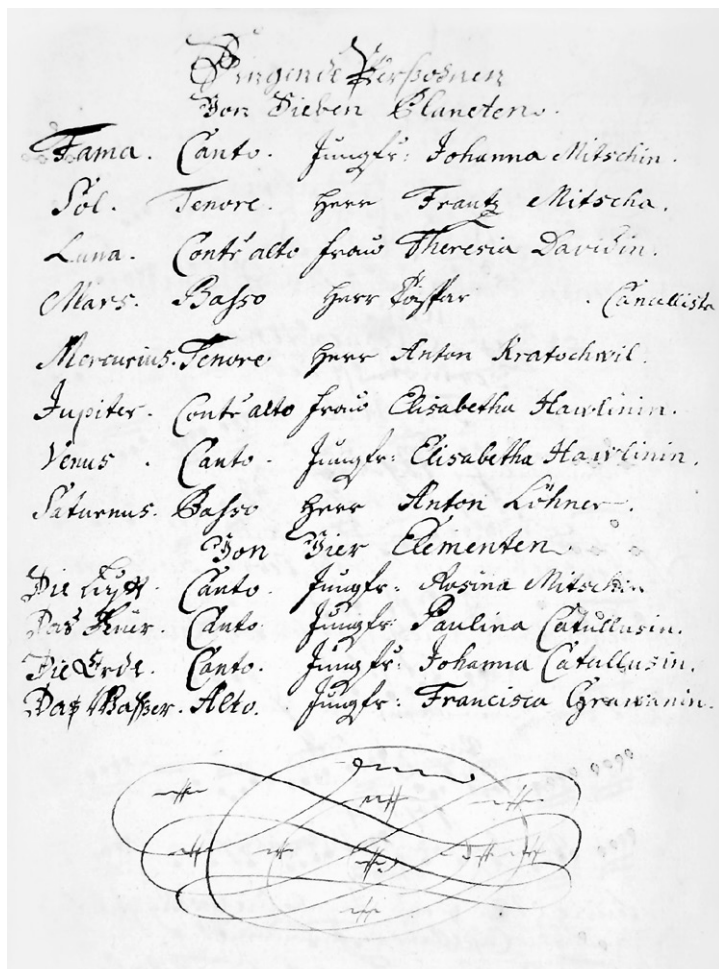 Singende Persohnen
Von Sieben Planeten.
Fama. Canto. Jungfr: Johanna Mitschin.
Sol. Tenore. Herr Frantz Mitscha.
Luna. Contr'alto Frau Theresia Davidin.
Mars. Basso Herr Cancellista
Mercurius. Tenore. Herr Anton Kratochwil.
Jupiter. Contr'alto Frau Elisabetha Hawlinin.
Venus. Canto. Jungfr: Elisabetha Hawlinin.
Saturnus. Basso Herr Anton Löhner.
Von Vier Elementen
Die Lufft. Canto. Jungfr: Rosina Mitschin
Das Feüer. Canto. Jungfr: Paulina Catullusin.
Die Erde. Canto. Jungfr: Johanna Catullusin.
Daß Wasser. Alto. Jungfr: Francisca